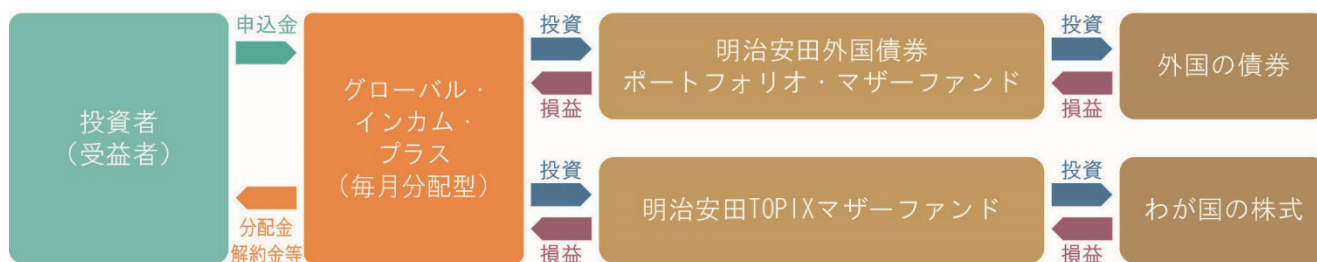 投資者
(受益者)
申込金
分配金
解約金等
グローバル・
インカム・
プラス
(毎月分配型)
投資
損益
明治安田外国債券
ポートフォリオ・マザーファンド
投資
損益
外国の債券
投資
損益
明治安田TOPIXマザーファンド
投資
損益
わが国の株式